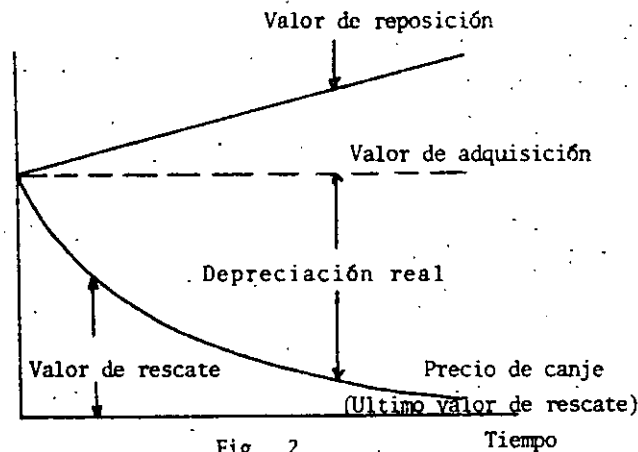 Valor de reposición
Valor de adquisición
Depreciación real
Valor de rescate
Precio de canje
(Ultimo valor de rescate)
Tiempo
Fig. 2